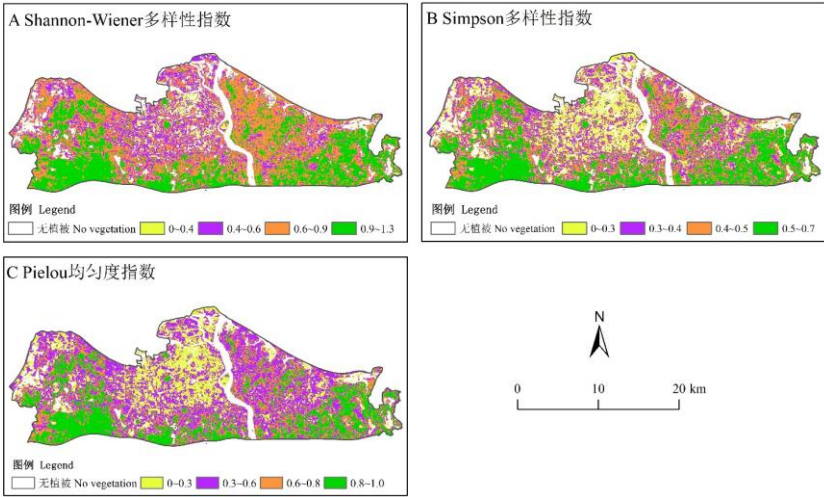 A Shannon-Wiener多样性指数
图例 Legend
无植被 No vegetation 0~0.4 0.4~0.6 0.6~0.9 0.9~1.3
B Simpson多样性指数
图例 Legend
无植被 No vegetation 0~0.3 0.3~0.4 0.4~0.5 0.5~0.7
C Pielou均匀度指数
图例 Legend
无植被 No vegetation 0~0.3 0.3~0.6 0.6~0.8 0.8~1.0
N
0 10 20 km